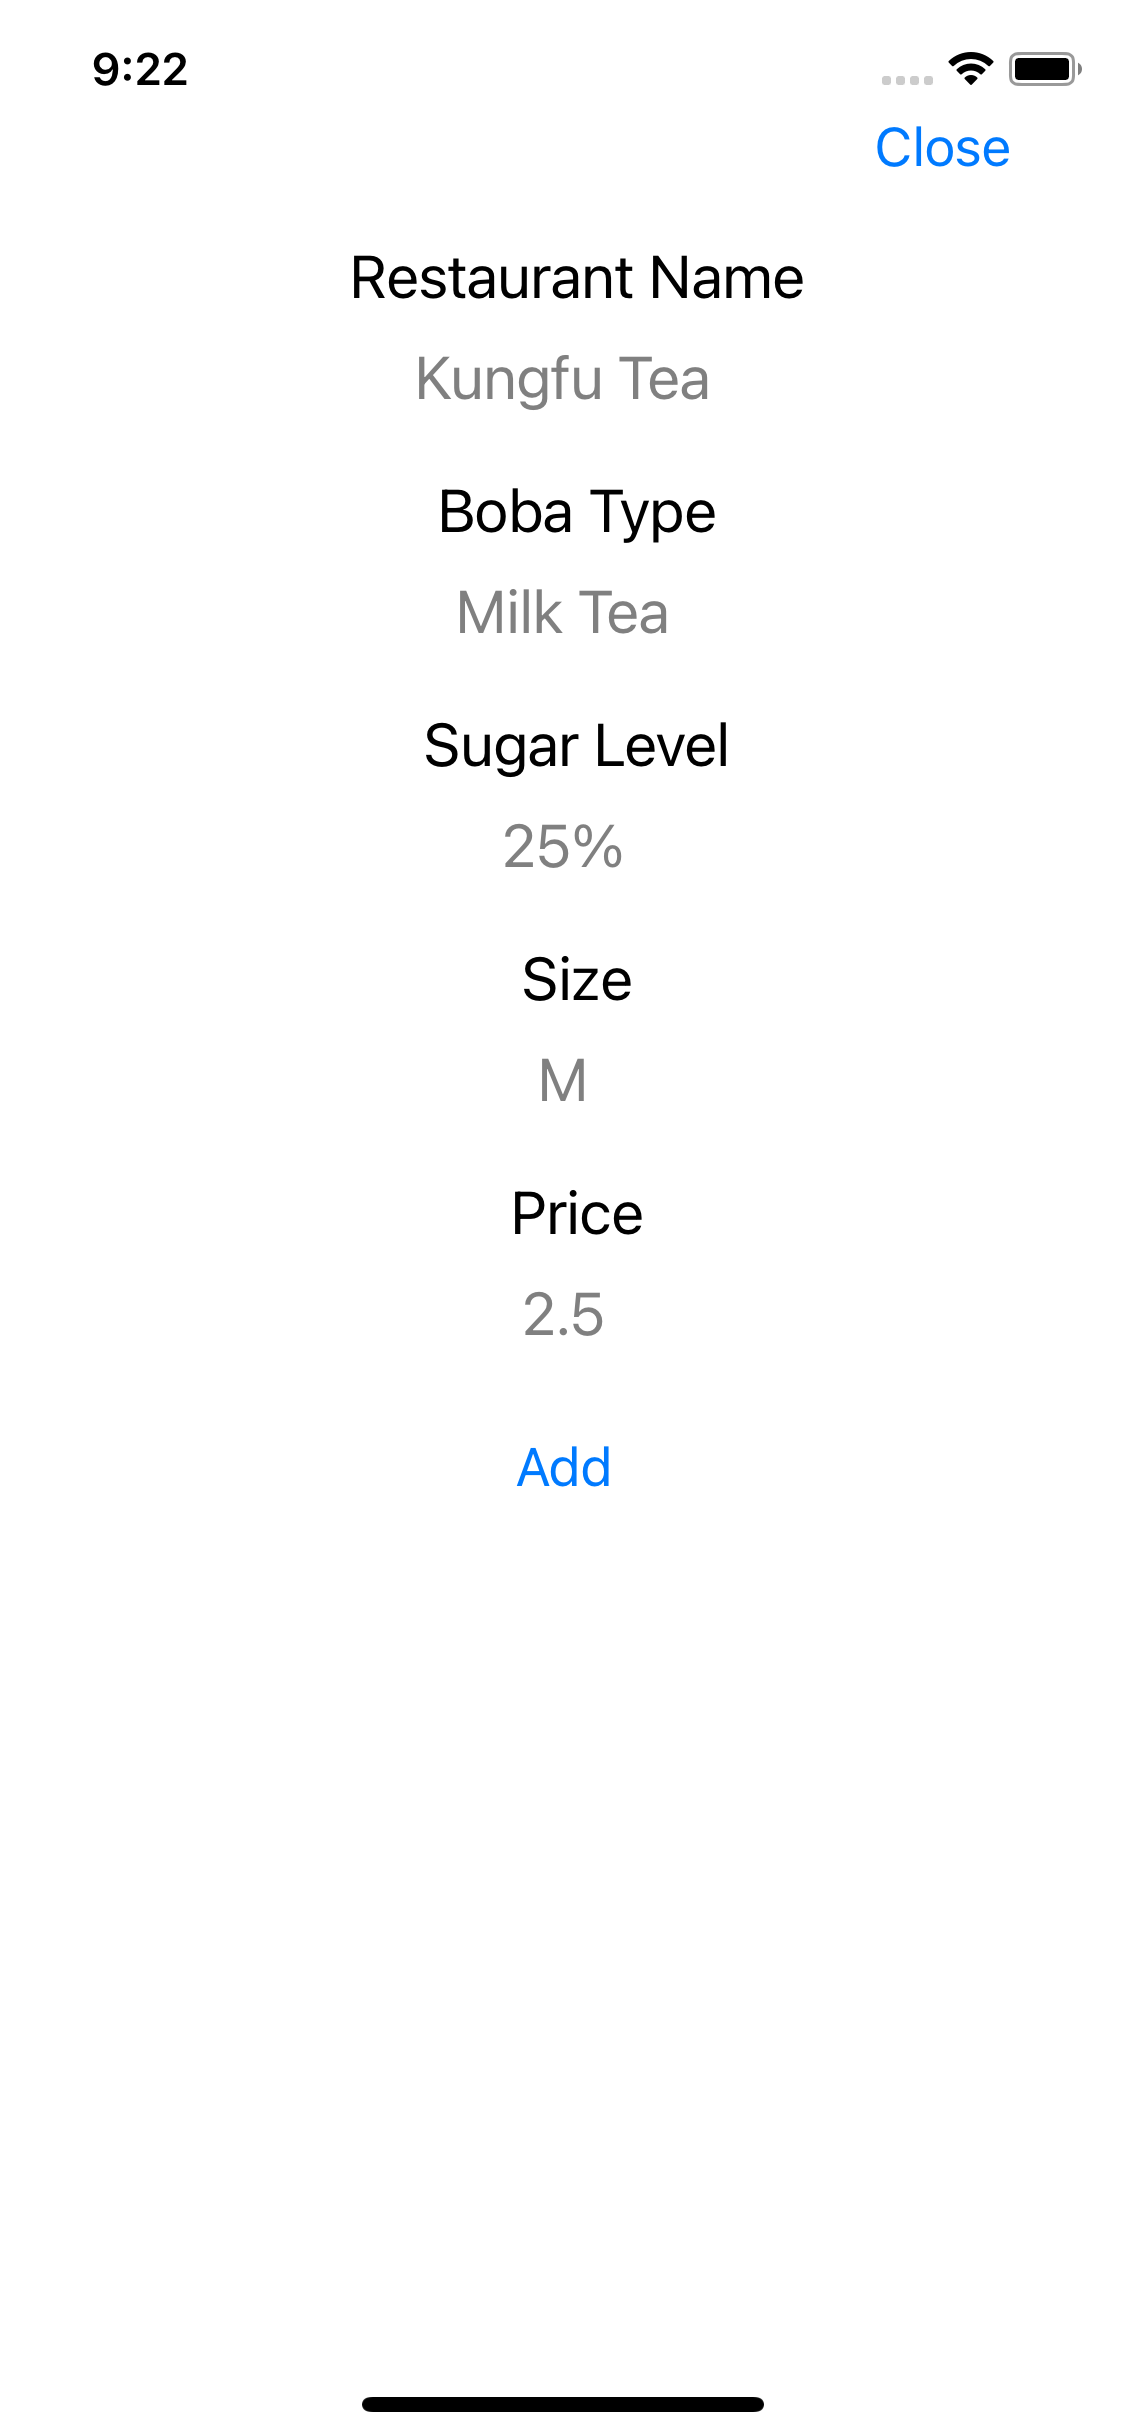 9:22
Close
Restaurant Name
Kungfu Tea
Boba Type
Milk Tea
Sugar Level
25%
Size
M
Price
2.5
Add